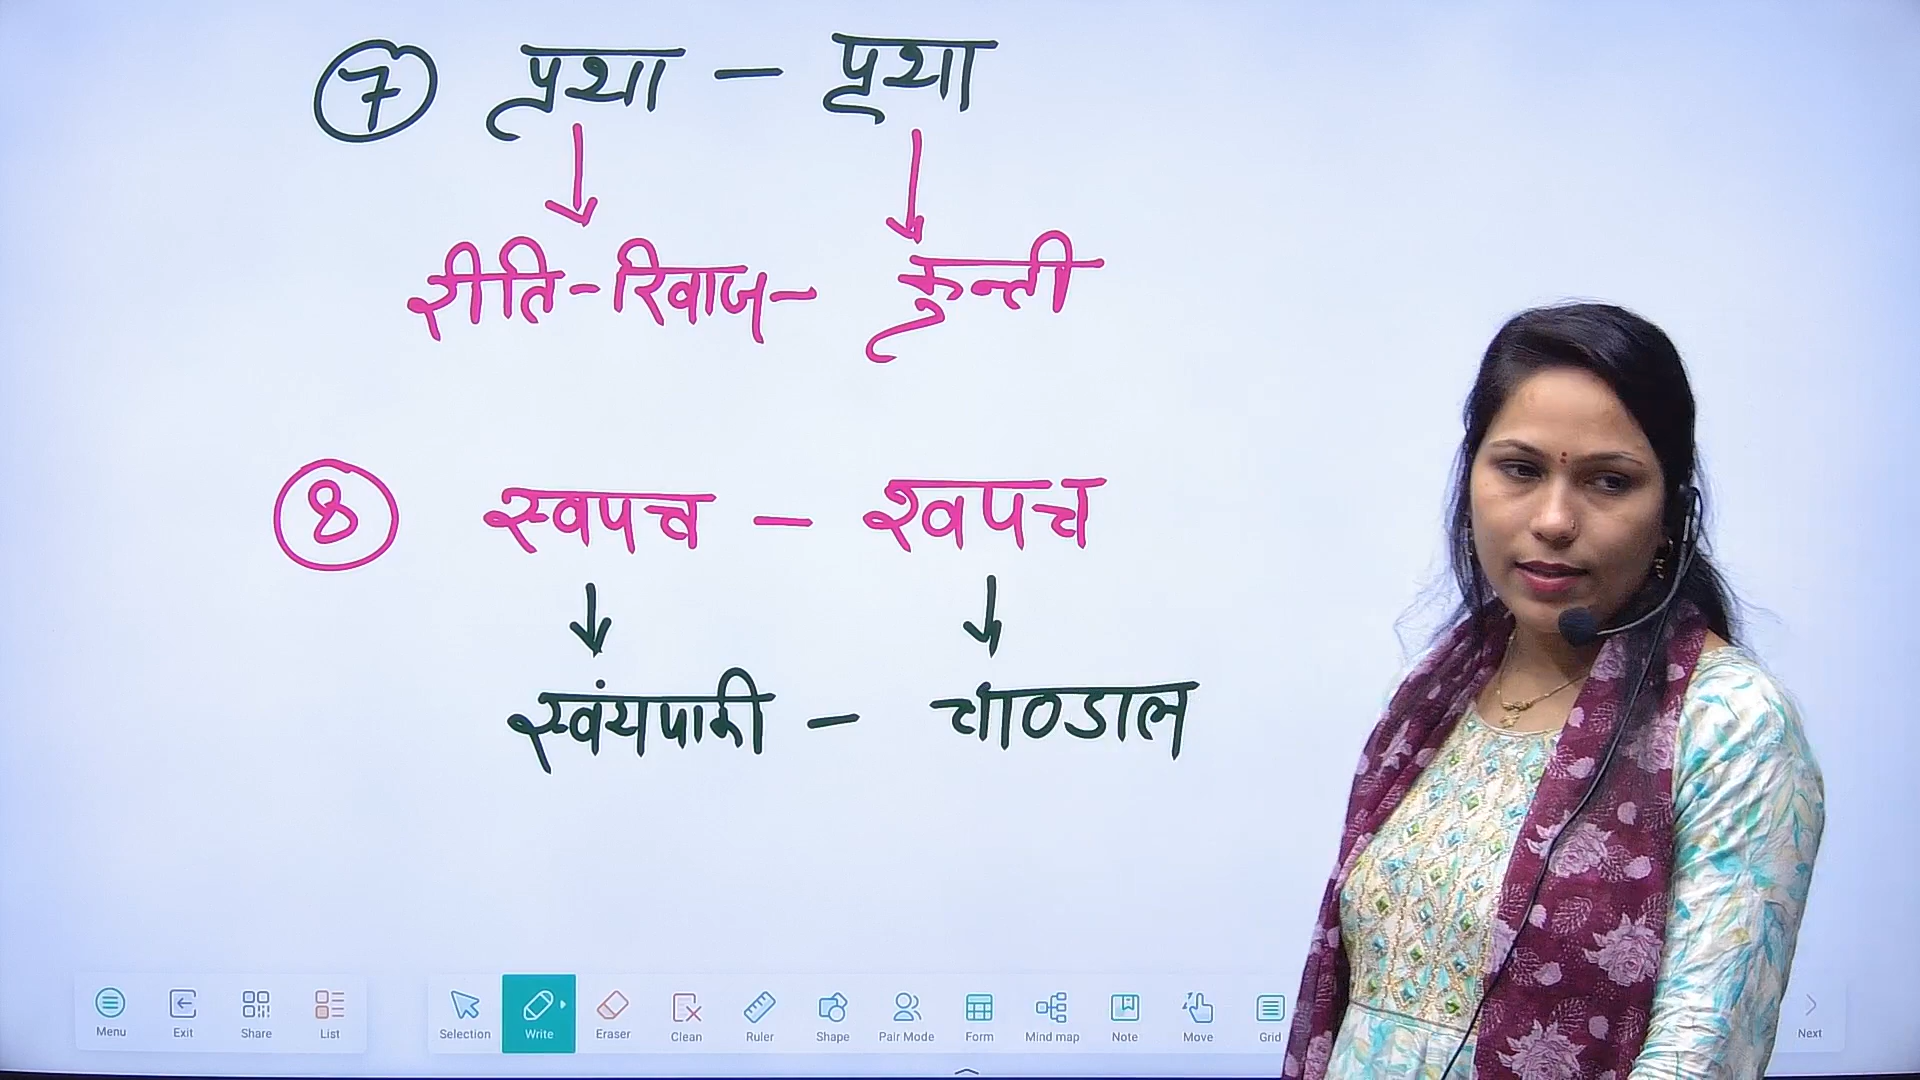 7 प्रथा - पृथा
रीति-रिवाज - कुन्ती
8 स्वपच - श्वपच
स्वंयपाकी - चाण्डाल
Menu Exit Share List Selection Write Eraser Clean Ruler Shape Pair Mode Form Mind map Note Move Grid Next